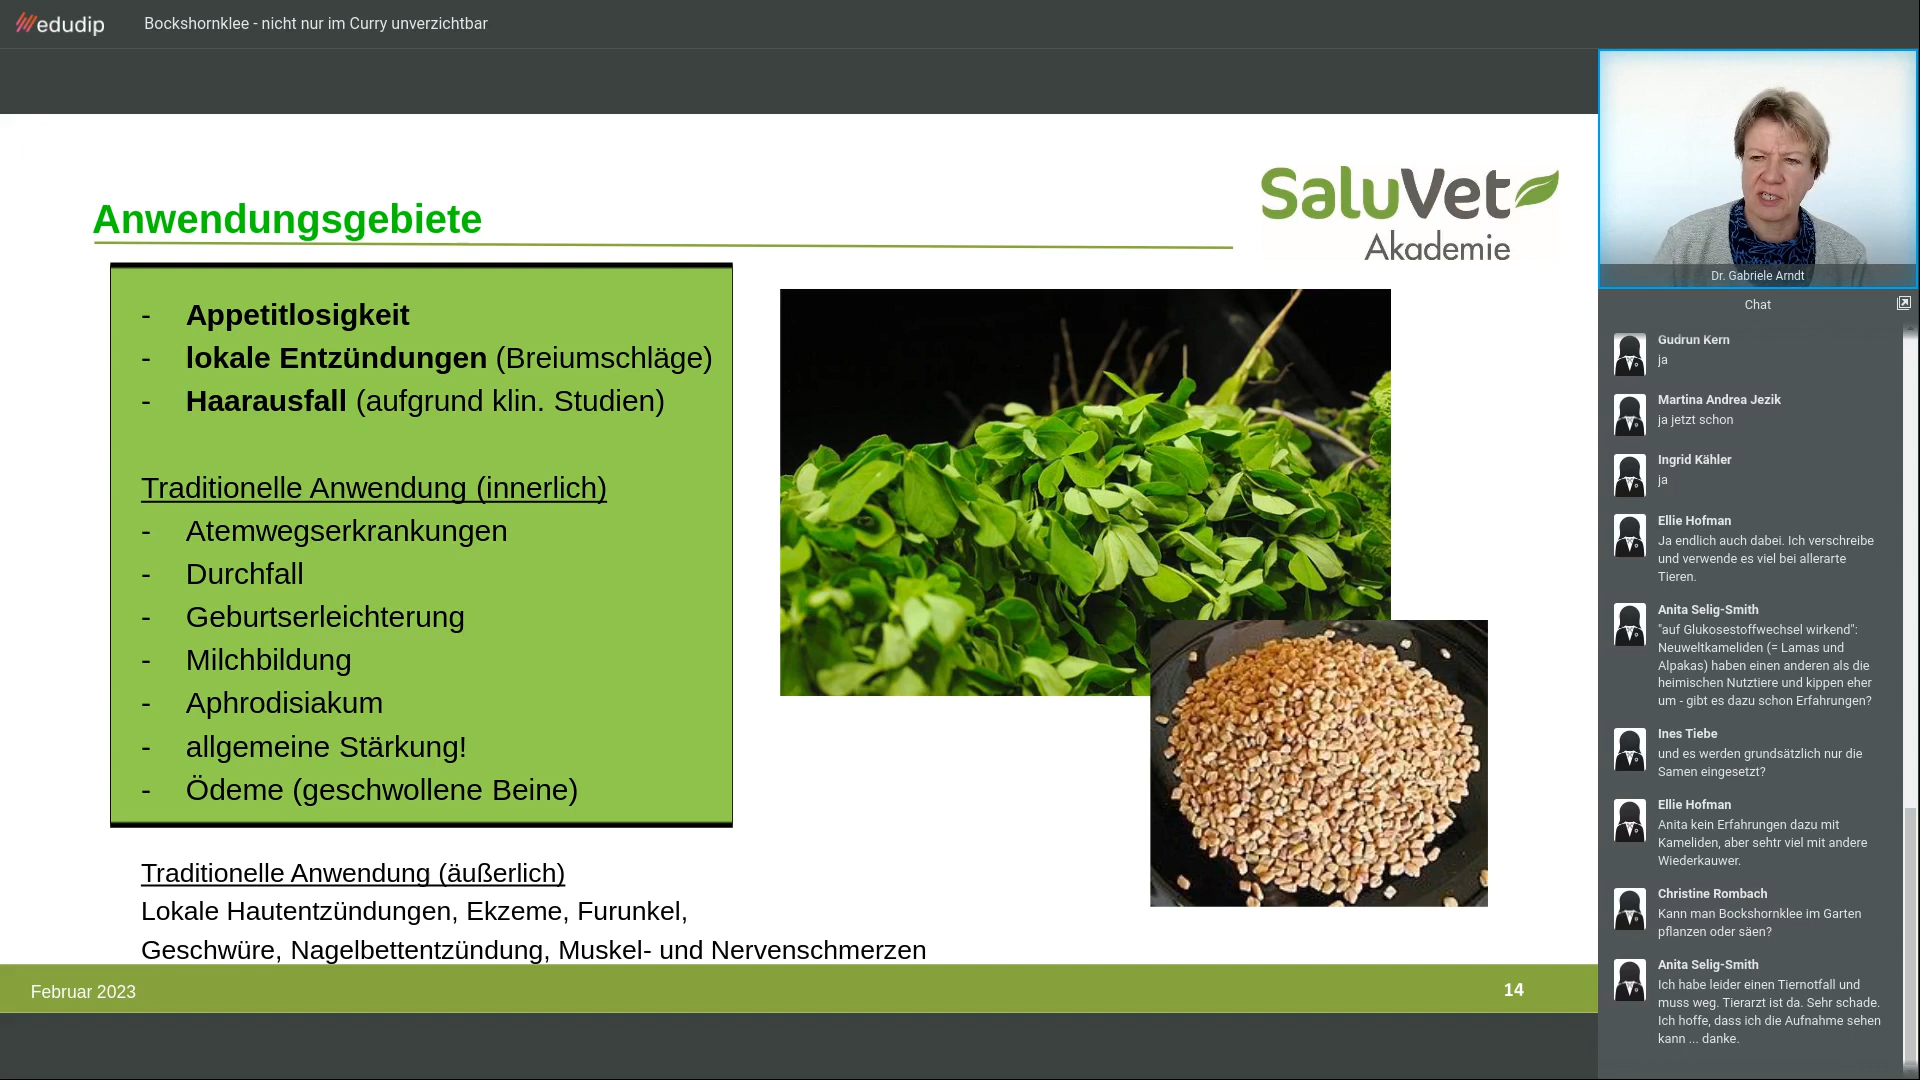 edudip
Bockshornklee - nicht nur im Curry unverzichtbar
Anwendungsgebiete
SaluVet
Akademie
- Appetitlosigkeit
- lokale Entzündungen (Breiumschläge)
- Haarausfall (aufgrund klin. Studien)
Traditionelle Anwendung (innerlich)
- Atemwegserkrankungen
- Durchfall
- Geburtserleichterung
- Milchbildung
- Aphrodisiakum
- allgemeine Stärkung!
- Ödeme (geschwollene Beine)
Traditionelle Anwendung (äußerlich)
Lokale Hautentzündungen, Ekzeme, Furunkel,
Geschwüre, Nagelbettentzündung, Muskel- und Nervenschmerzen
Februar 2023
14
Dr. Gabriele Arndt
Chat
Gudrun Kern
ja
Martina Andrea Jezik
ja jetzt schon
Ingrid Kähler
ja
Ellie Hofman
Ja endlich auch dabei. Ich verschreibe
und verwende es viel bei allerarte
Tieren.
Anita Selig-Smith
"auf Glukosestoffwechsel wirkend":
Neuweltkameliden (= Lamas und
Alpakas) haben einen anderen als die
heimischen Nutztiere und kippen eher
um - gibt es dazu schon Erfahrungen?
Ines Tiebe
und es werden grundsätzlich nur die
Samen eingesetzt?
Ellie Hofman
Anita kein Erfahrungen dazu mit
Kameliden, aber sehtr viel mit andere
Wiederkauwer.
Christine Rombach
Kann man Bockshornklee im Garten
pflanzen oder säen?
Anita Selig-Smith
Ich habe leider einen Tiernotfall und
muss weg. Tierarzt ist da. Sehr schade.
Ich hoffe, dass ich die Aufnahme sehen
kann ... danke.